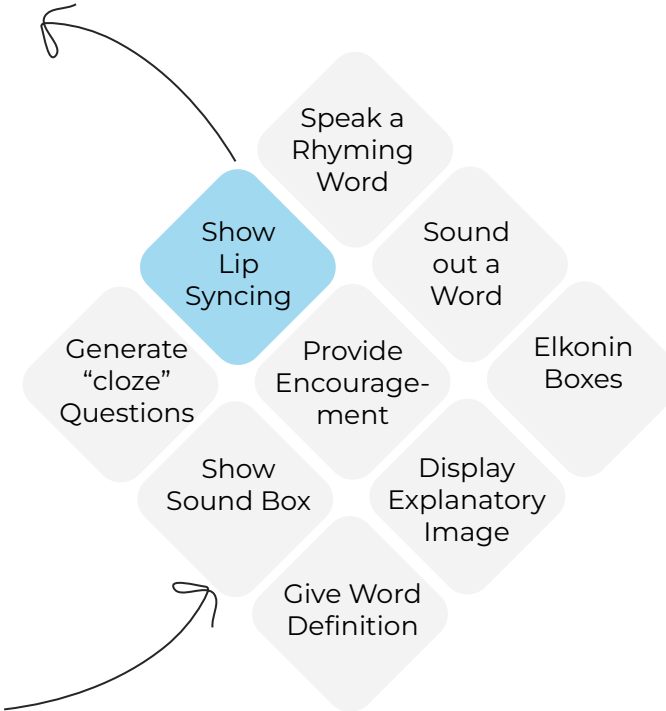 Speak a
Rhyming
Word
Show
Lip
Syncing
Sound
out a
Word
Generate
“cloze”
Questions
Provide
Encourage-
ment
Elkonin
Boxes
Show
Sound Box
Display
Explanatory
Image
Give Word
Definition